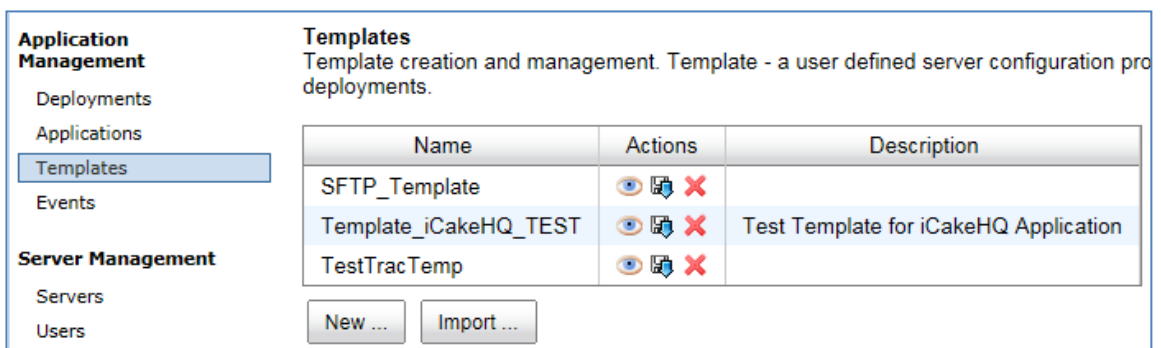 Application
Management
Deployments
Applications
Templates
Events
Server Management
Servers
Users
Templates
Template creation and management. Template - a user defined server configuration pro
deployments.
Name Actions Description
SFTP_Template
Template_iCakeHQ_TEST Test Template for iCakeHQ Application
TestTracTemp
New ... Import ...